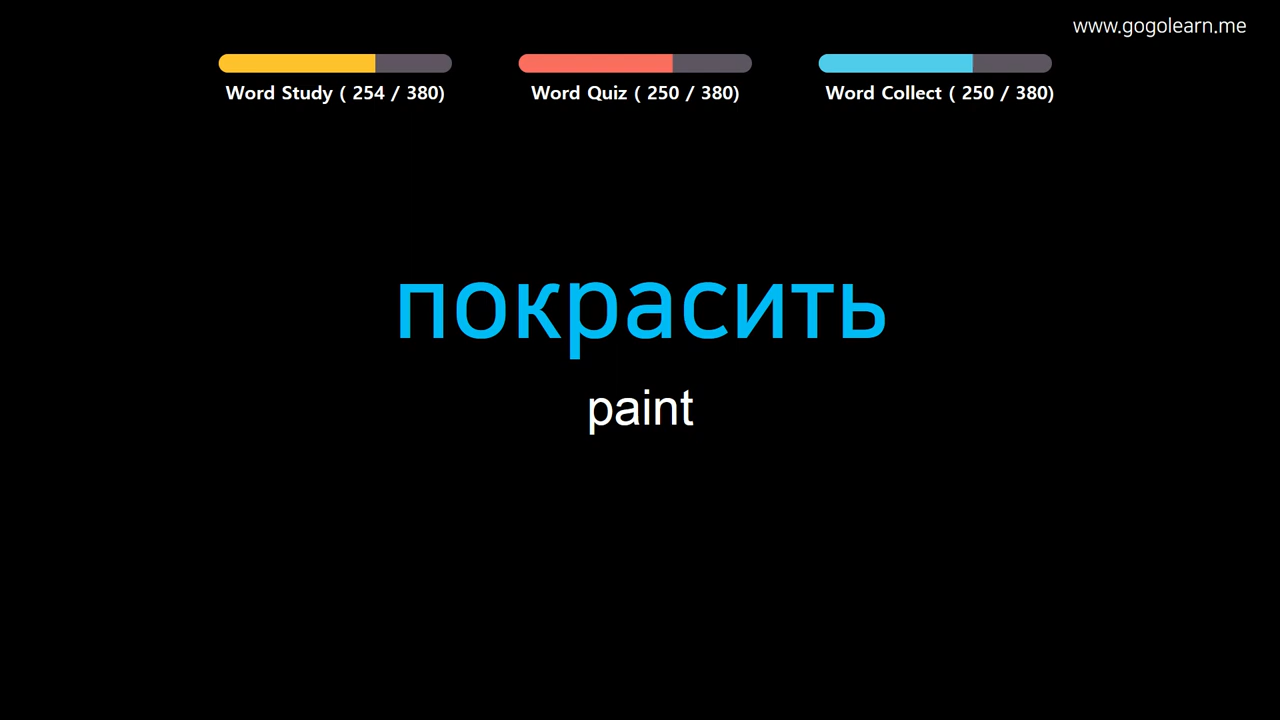 www.gogolearn.me
Word Study ( 254 / 380)
Word Quiz ( 250 / 380)
Word Collect ( 250 / 380)
покрасить
paint